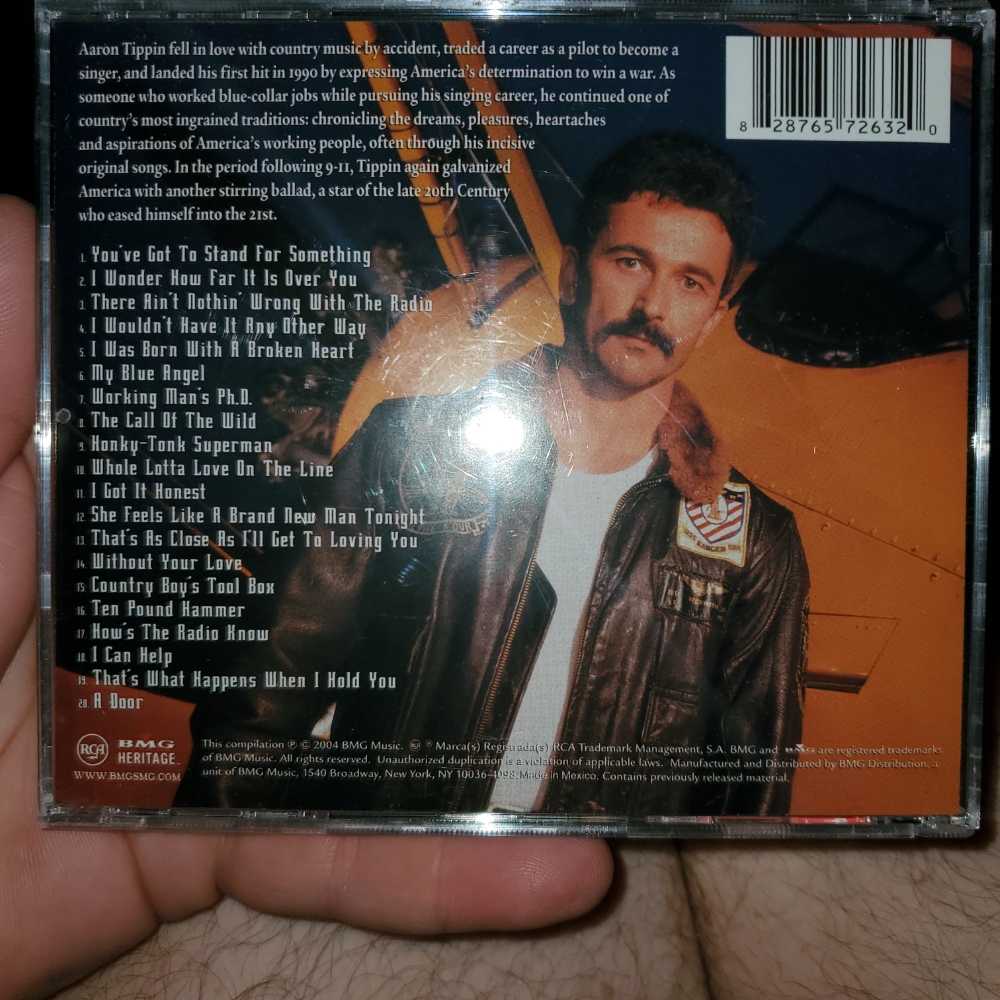 Aaron Tippin fell in love with country music by accident, traded a career as a pilot to become a
singer, and landed his first hit in 1990 by expressing America's determination to win a war. As
someone who worked blue-collar jobs while pursuing his singing career, he continued one of
country's most ingrained traditions: chronicling the dreams, pleasures, heartaches
and aspirations of America's working people, often through his incisive
original songs. In the period following 9-11, Tippin again galvanized
America with another stirring ballad, a star of the late 20th Century
who eased himself into the 21st.
8 28765 72632 0
1. You've Got To Stand For Something
2. I Wonder How Far It Is Over You
3. There Ain't Nothin' Wrong With The Radio
4. I Wouldn't Have It Any Other Way
5. I Was Born With A Broken Heart
6. My Blue Angel
7. Working Man's Ph.D.
8. The Call Of The Wild
9. Honky-Tonk Superman
10. Whole Lotta Love On The Line
11. I Got It Honest
12. She Feels Like A Brand New Man Tonight
13. That's As Close As I'll Get To Loving You
14. Without Your Love
15. Country Boy's Tool Box
16. Ten Pound Hammer
17. How's The Radio Know
18. I Can Help
19. That's What Happens When I Hold You
20. A Door
RCA BMG
HERITAGE
WWW.BMGSMG.COM
This compilation ℗ © 2004 BMG Music. ® Marca(s) Registrada(s) RCA Trademark Management, S.A. BMG and are registered trademarks
of BMG Music. All rights reserved. Unauthorized duplication is a violation of applicable laws. Manufactured and Distributed by BMG Distribution, a
unit of BMG Music, 1540 Broadway, New York, NY 10036-4098. Made in Mexico. Contains previously released material.